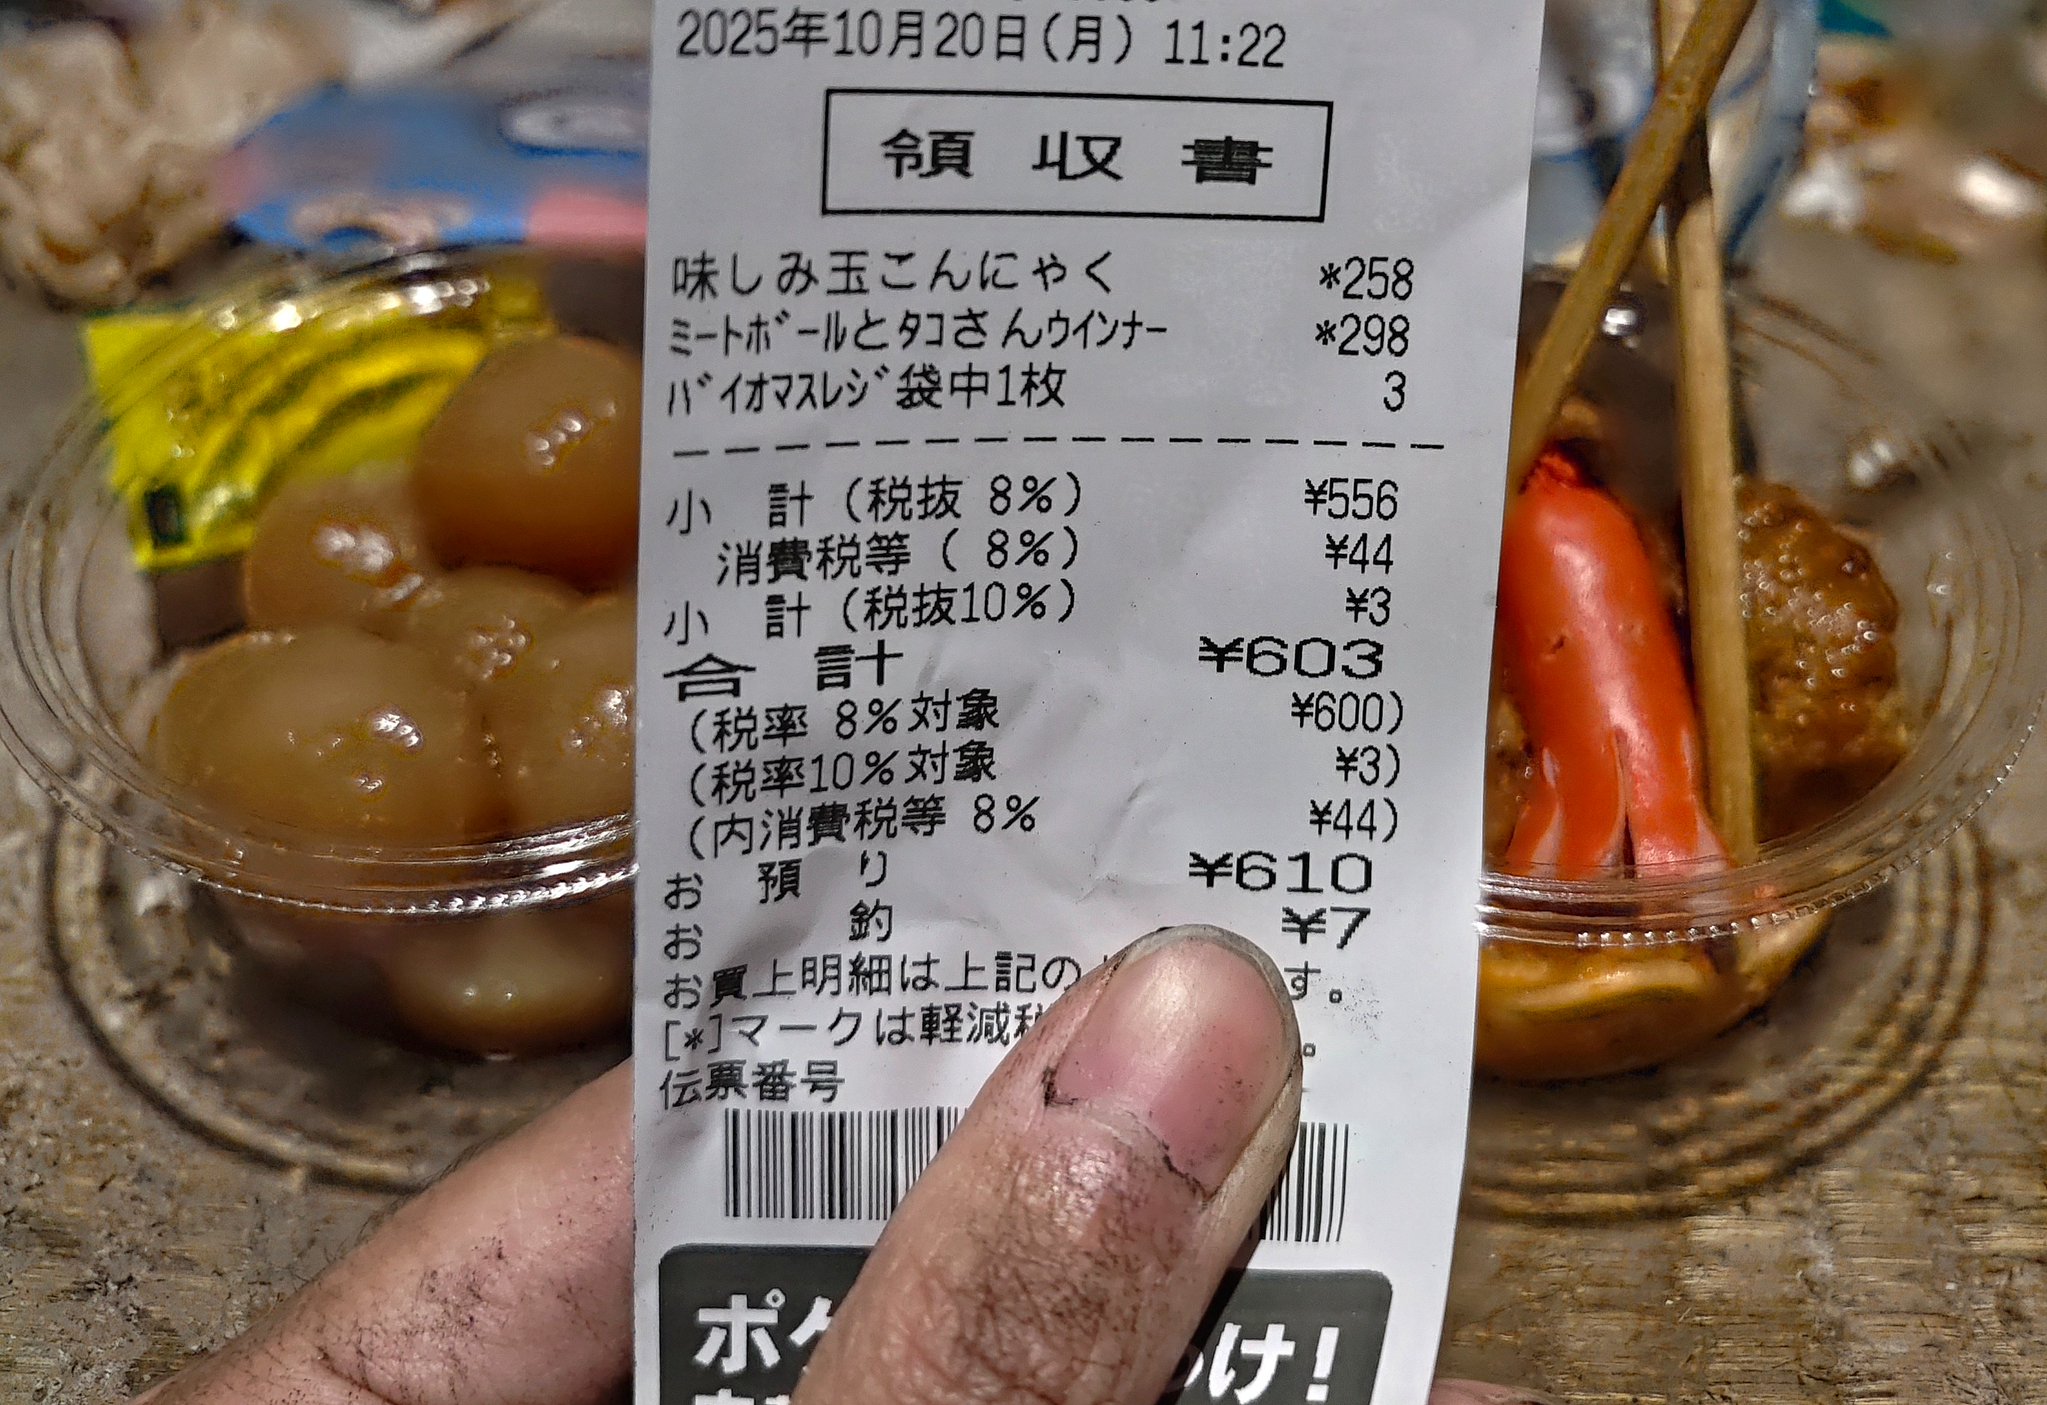 2025年10月20日(月) 11:22
領 収 書
味しみ玉こんにゃく *258
ﾐｰﾄﾎﾞｰﾙとﾀｺさんｳｲﾝﾅｰ *298
ﾊﾞｲｵﾏｽﾚｼﾞ袋中1枚 3
小 計(税抜 8%) ¥556
消費税等( 8%) ¥44
小 計(税抜10%) ¥3
合 計 ¥603
(税率 8%対象 ¥600)
(税率10%対象 ¥3)
(内消費税等 8% ¥44)
お 預 り ¥610
お 釣 ¥7
お買上明細は上記の す。
[*]マークは軽減税 。
伝票番号
ポケ け!